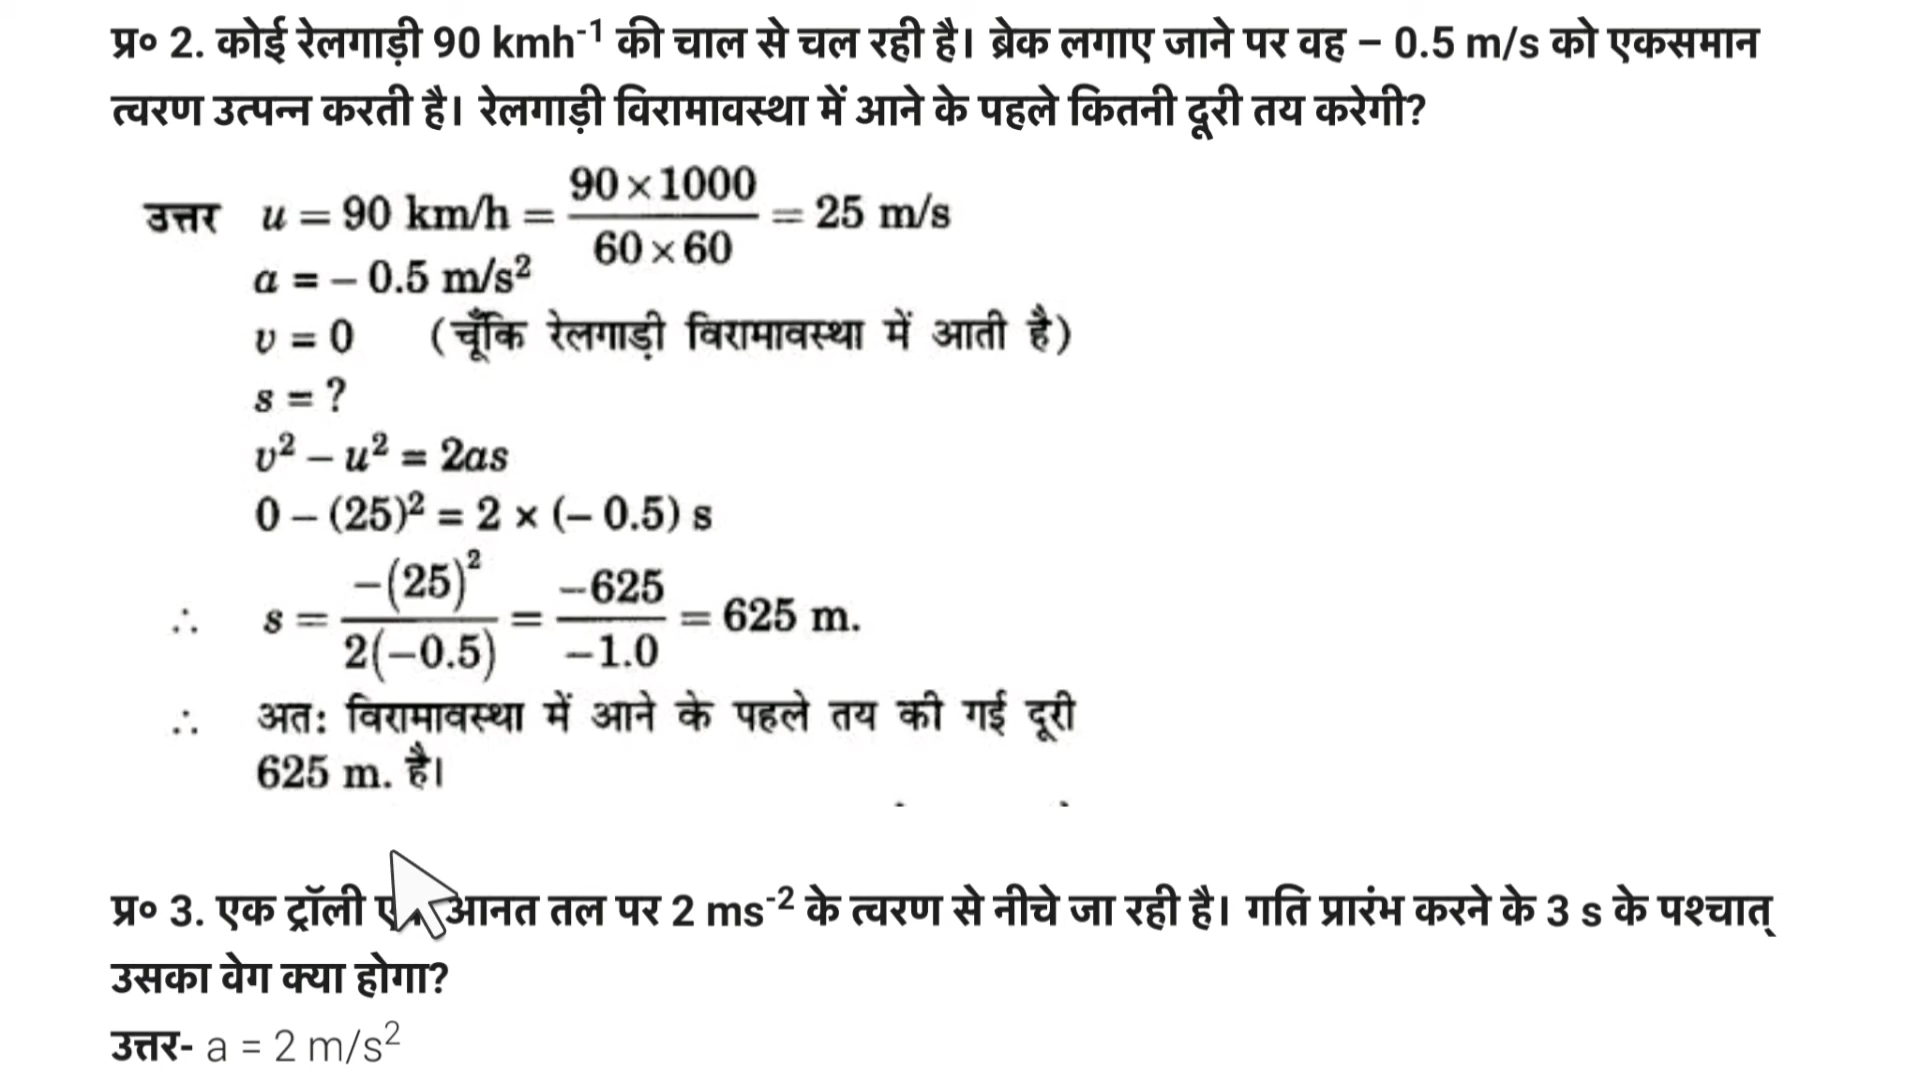 प्र० 2. कोई रेलगाड़ी 90 kmh⁻¹ की चाल से चल रही है। ब्रेक लगाए जाने पर वह – 0.5 m/s को एकसमान
त्वरण उत्पन्न करती है। रेलगाड़ी विरामावस्था में आने के पहले कितनी दूरी तय करेगी?
उत्तर u = 90 km/h = (90×1000)/(60×60) = 25 m/s
a = – 0.5 m/s²
v = 0 (चूँकि रेलगाड़ी विरामावस्था में आती है)
s = ?
v² – u² = 2as
0 – (25)² = 2 × (– 0.5) s
∴ s = –(25)²/2(–0.5) = –625/–1.0 = 625 m.
∴ अतः विरामावस्था में आने के पहले तय की गई दूरी
625 m. है।
प्र० 3. एक ट्रॉली आनत तल पर 2 ms⁻² के त्वरण से नीचे जा रही है। गति प्रारंभ करने के 3 s के पश्चात्
उसका वेग क्या होगा?
उत्तर- a = 2 m/s²